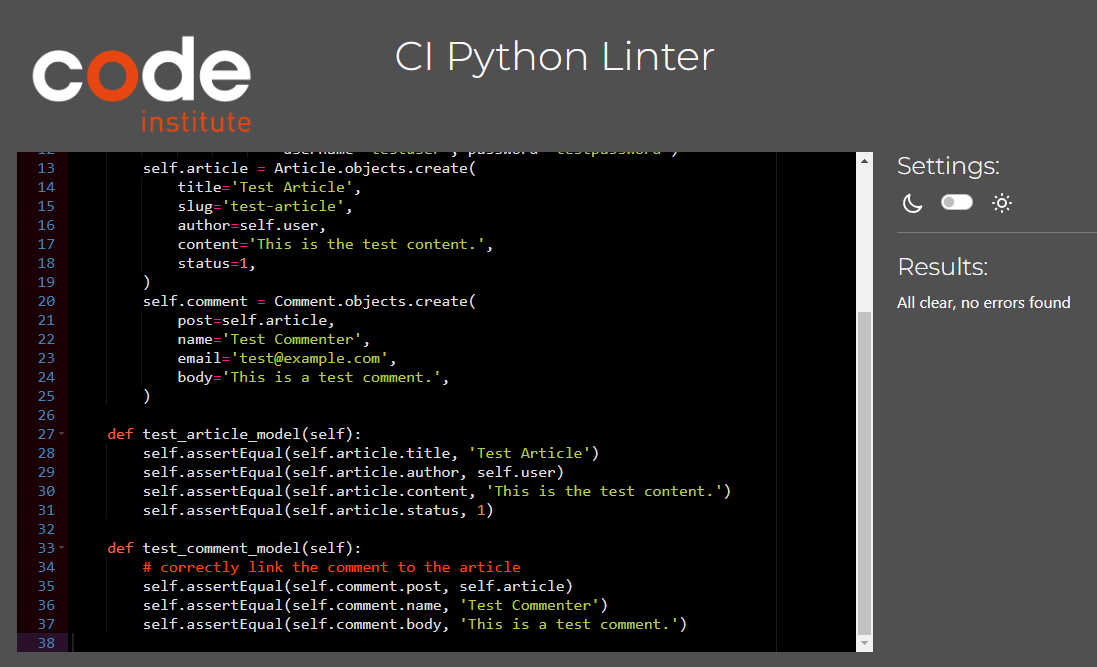 code
institute
CI Python Linter
12 username='testuser', password='testpassword')
13 self.article = Article.objects.create(
14 title='Test Article',
15 slug='test-article',
16 author=self.user,
17 content='This is the test content.',
18 status=1,
19 )
20 self.comment = Comment.objects.create(
21 post=self.article,
22 name='Test Commenter',
23 email='test@example.com',
24 body='This is a test comment.',
25 )
26
27 def test_article_model(self):
28 self.assertEqual(self.article.title, 'Test Article')
29 self.assertEqual(self.article.author, self.user)
30 self.assertEqual(self.article.content, 'This is the test content.')
31 self.assertEqual(self.article.status, 1)
32
33 def test_comment_model(self):
34 # correctly link the comment to the article
35 self.assertEqual(self.comment.post, self.article)
36 self.assertEqual(self.comment.name, 'Test Commenter')
37 self.assertEqual(self.comment.body, 'This is a test comment.')
38
Settings:
Results:
All clear, no errors found